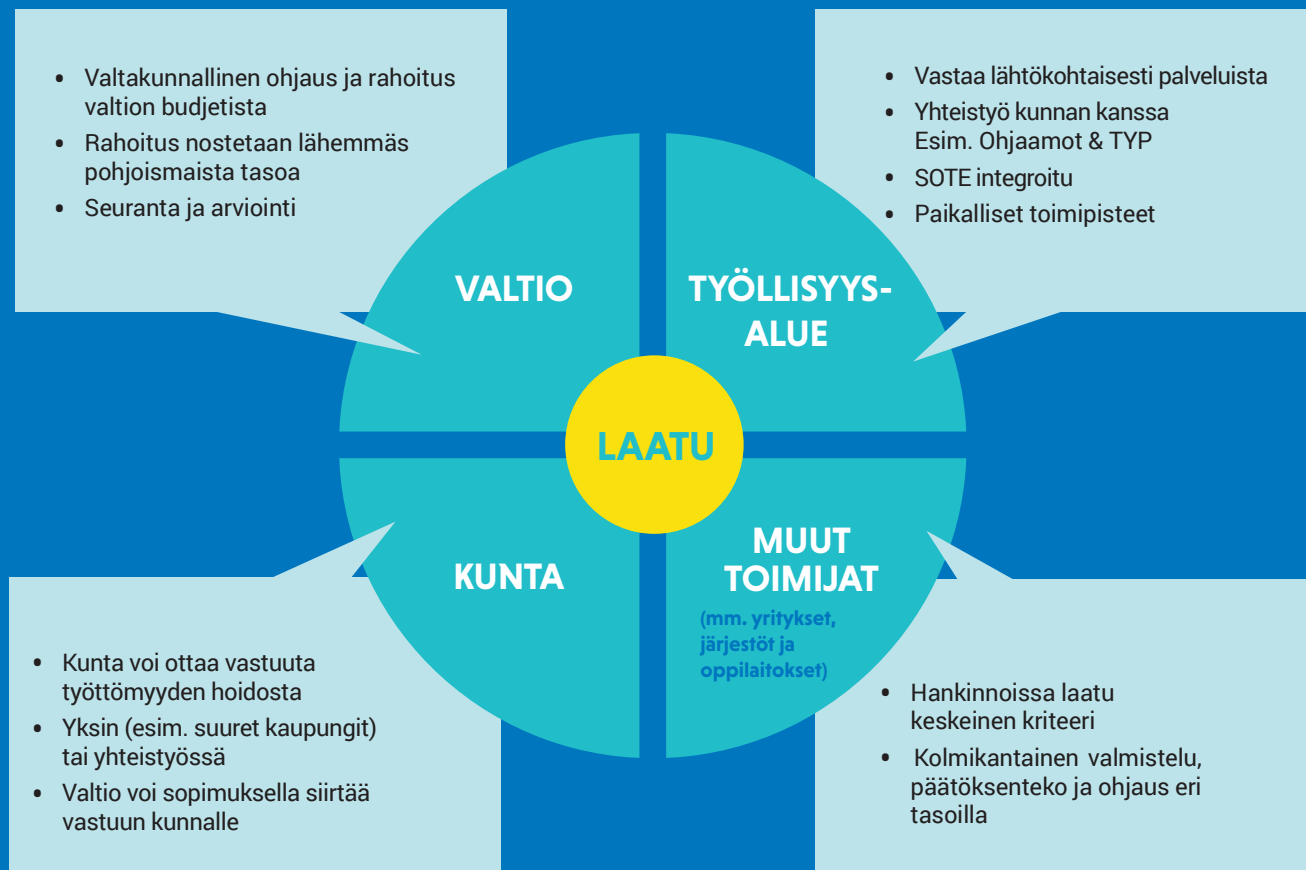 • Valtakunnallinen ohjaus ja rahoitus
valtion budjetista
• Rahoitus nostetaan lähemmäs
pohjoismaista tasoa
• Seuranta ja arviointi
• Vastaa lähtökohtaisesti palveluista
• Yhteistyö kunnan kanssa
Esim. Ohjaamot & TYP
• SOTE integroitu
• Paikalliset toimipisteet
VALTIO
TYÖLLISYYS-
ALUE
LAATU
KUNTA
MUUT
TOIMIJAT
(mm. yritykset,
järjestöt ja
oppilaitokset)
• Kunta voi ottaa vastuuta
työttömyyden hoidosta
• Yksin (esim. suuret kaupungit)
tai yhteistyössä
• Valtio voi sopimuksella siirtää
vastuun kunnalle
• Hankinnoissa laatu
keskeinen kriteeri
• Kolmikantainen valmistelu,
päätöksenteko ja ohjaus eri
tasoilla